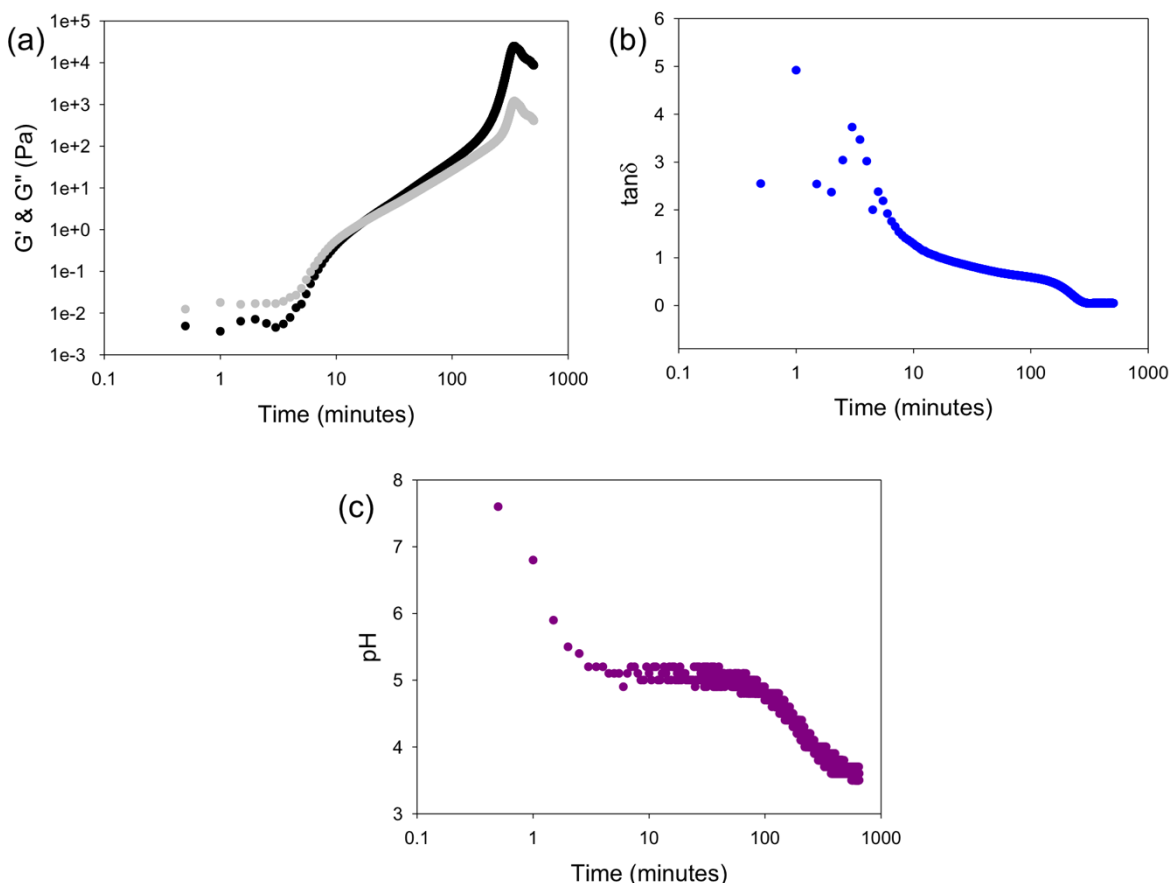 (a)
1e+5
1e+4
1e+3
1e+2
1e+1
1e+0
1e-1
1e-2
1e-3
G' & G" (Pa)
0.1 1 10 100 1000
Time (minutes)
(b)
6
5
4
3
2
1
0
tanδ
0.1 1 10 100 1000
Time (minutes)
(c)
8
7
6
5
4
3
pH
0.1 1 10 100 1000
Time (minutes)